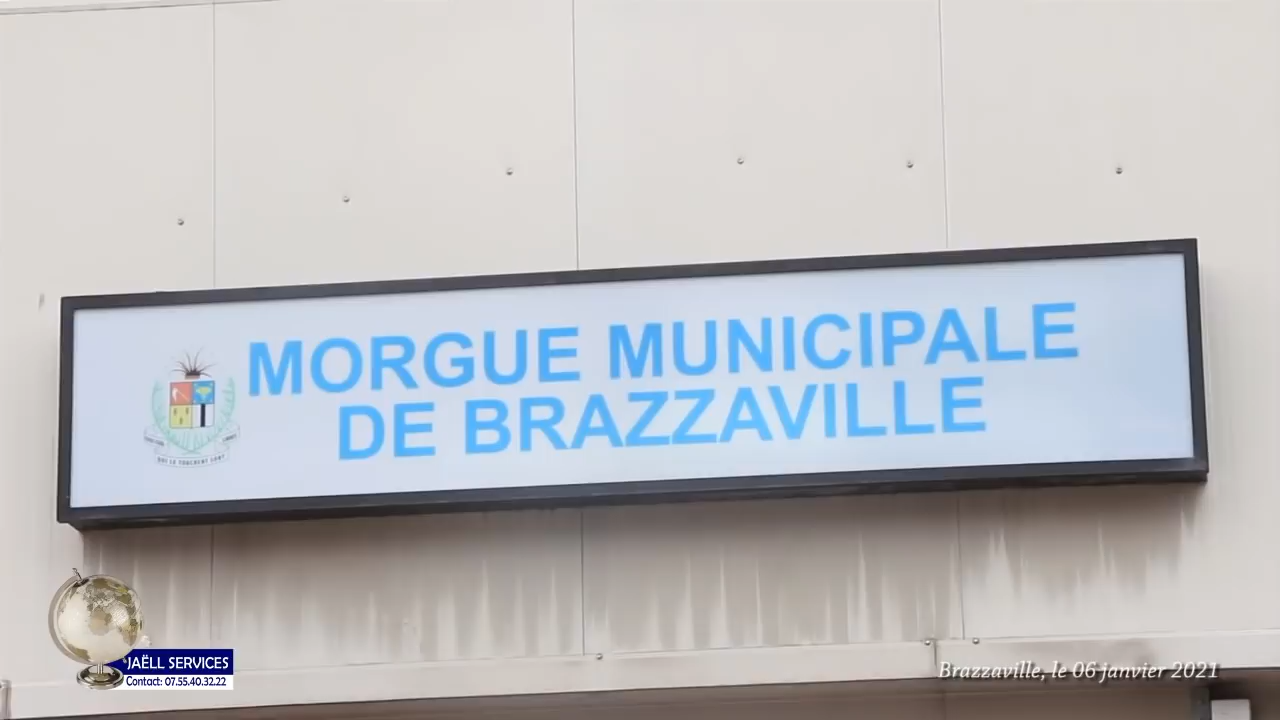 MORGUE MUNICIPALE
DE BRAZZAVILLE
JAËLL SERVICES
Contact: 07.55.40.32.22
Brazzaville, le 06 janvier 2021